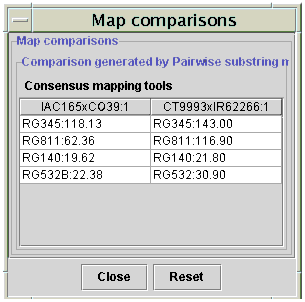 Map comparisons
Map comparisons
Comparison generated by Pairwise substring m
Consensus mapping tools
IAC165xCO39:1 CT9993xIR62266:1
RG345:118.13 RG345:143.00
RG811:62.36 RG811:116.90
RG140:19.62 RG140:21.80
RG532B:22.38 RG532:30.90
Close Reset